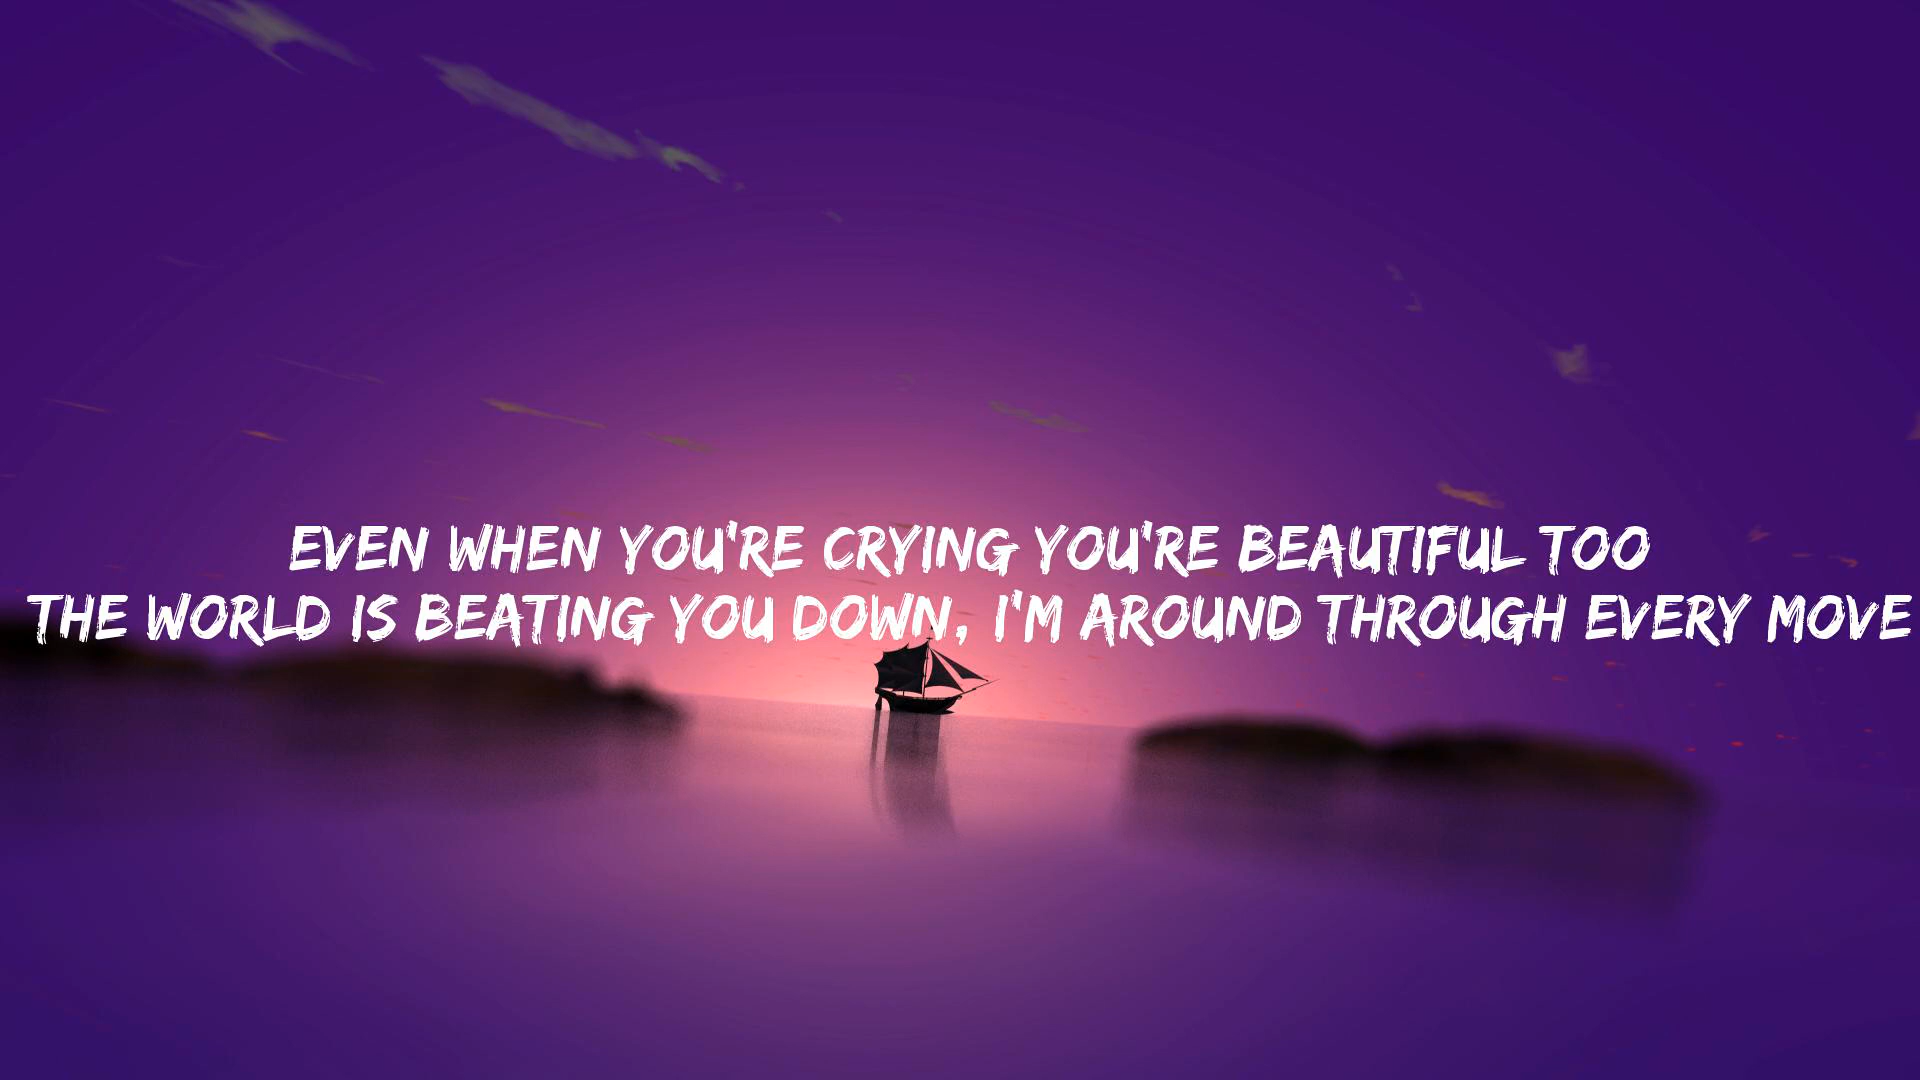 EVEN WHEN YOU'RE CRYING YOU'RE BEAUTIFUL TOO
THE WORLD IS BEATING YOU DOWN, I'M AROUND THROUGH EVERY MOVE